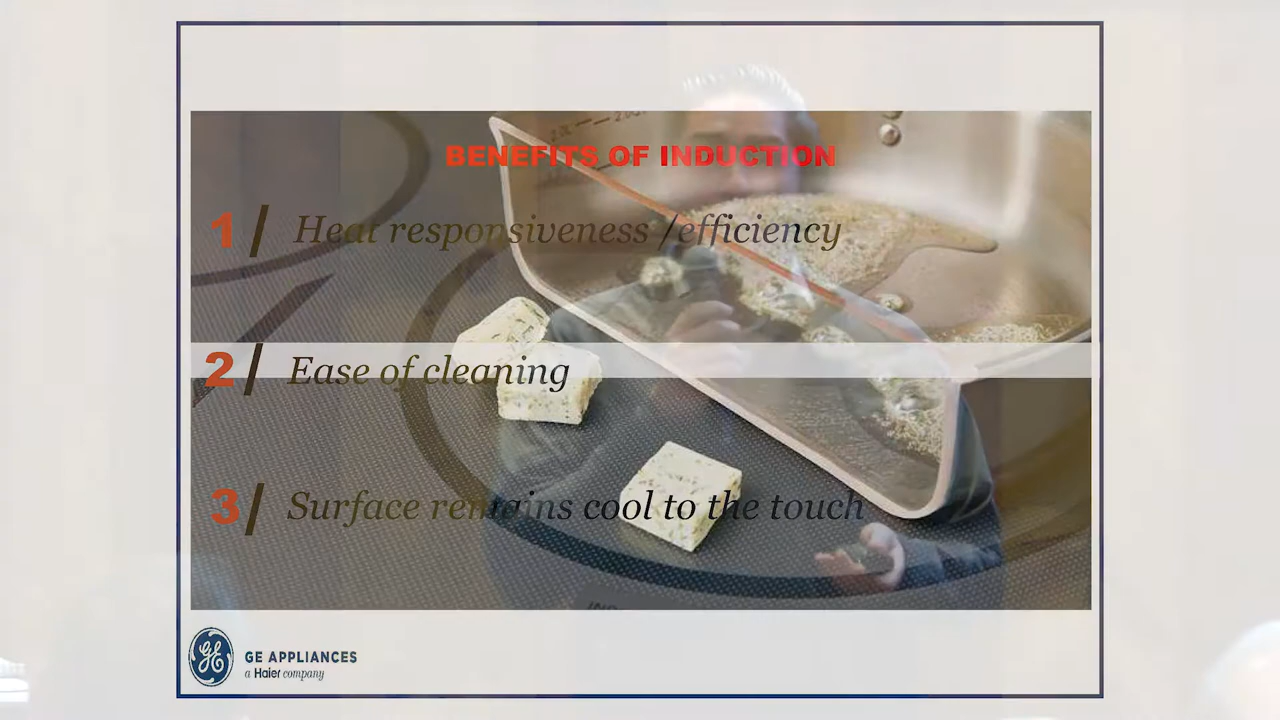 BENEFITS OF INDUCTION
1/ Heat responsiveness /efficiency
2/ Ease of cleaning
3/ Surface remains cool to the touch
GE APPLIANCES
a Haier company